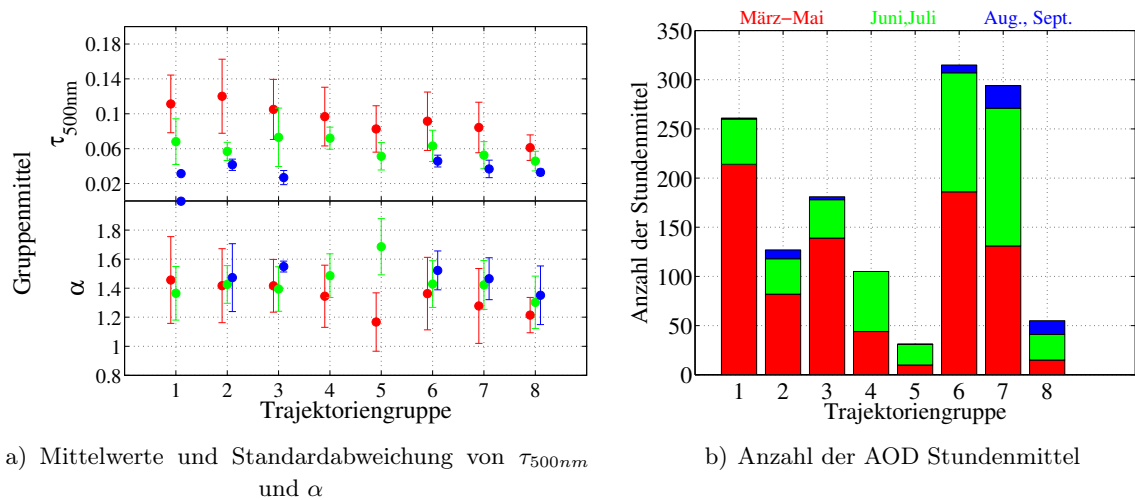 0.18
0.14
0.1
0.06
0.02
τ500nm
1.8
1.6
1.4
1.2
1
0.8
α
Gruppenmittel
1 2 3 4 5 6 7 8
Trajektoriengruppe
a) Mittelwerte und Standardabweichung von τ500nm
und α
März−Mai Juni,Juli Aug., Sept.
350
300
250
200
150
100
50
0
Anzahl der Stundenmittel
1 2 3 4 5 6 7 8
Trajektoriengruppe
b) Anzahl der AOD Stundenmittel